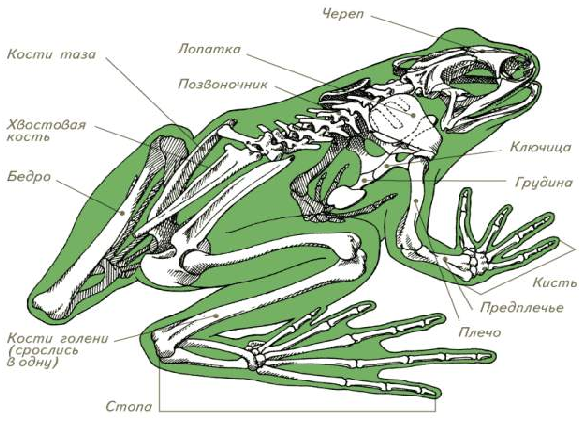 Череп
Лопатка
Кости таза
Позвоночник
Хвостовая
кость
Ключица
Бедро
Грудина
Кисть
Предплечье
Плечо
Кости голени
(срослись
в одну)
Стопа